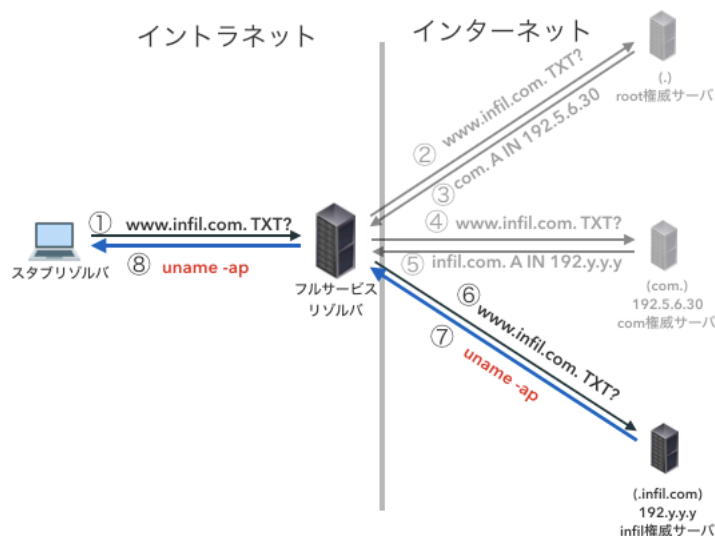 イントラネット
インターネット
(.)
root権威サーバ
② www.infil.com. TXT?
③ com. A IN 192.5.6.30
① www.infil.com. TXT?
⑧ uname -ap
スタブリゾルバ
フルサービス
リゾルバ
④ www.infil.com. TXT?
⑤ infil.com. A IN 192.y.y.y
(com.)
192.5.6.30
com権威サーバ
⑥ www.infil.com. TXT?
⑦ uname -ap
(.infil.com)
192.y.y.y
infil権威サーバ